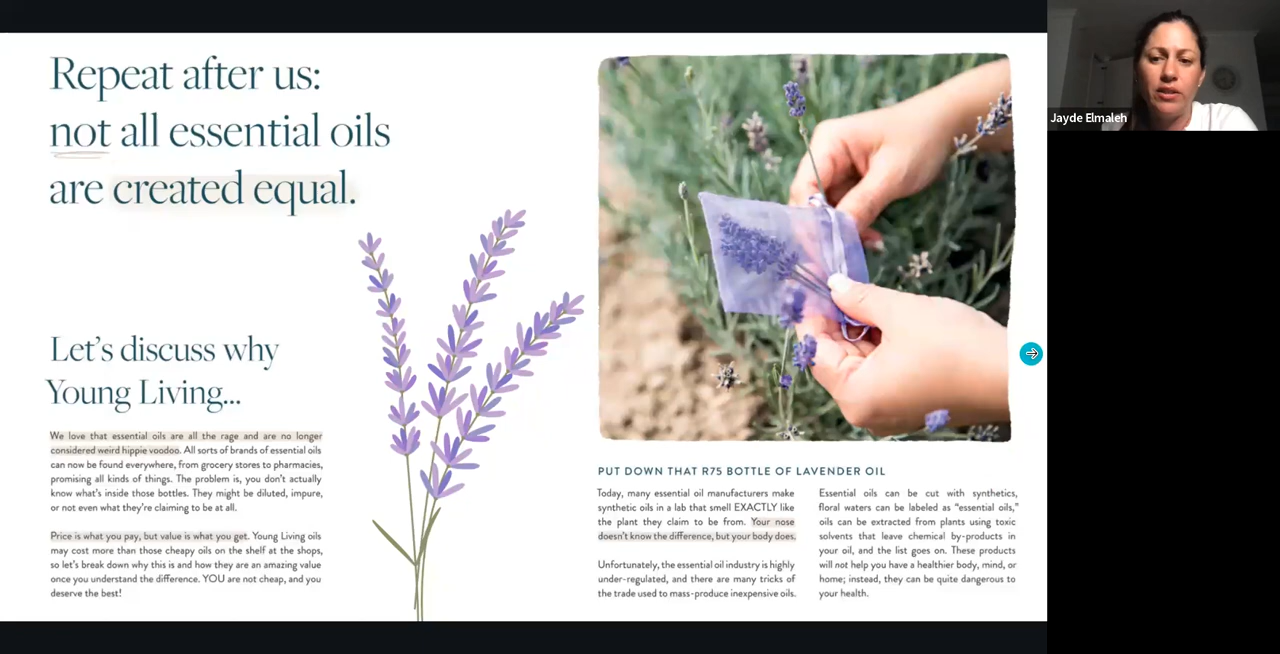 Repeat after us:
not all essential oils
are created equal.
Let's discuss why
Young Living...
We love that essential oils are all the rage and are no longer
considered weird hippie voodoo. All sorts of brands of essential oils
can now be found everywhere, from grocery stores to pharmacies,
promising all kinds of things. The problem is, you don't actually
know what's inside those bottles. They might be diluted, impure,
or not even what they're claiming to be at all.
Price is what you pay, but value is what you get. Young Living oils
may cost more than those cheapy oils on the shelf at the shops,
so let's break down why this is and how they are an amazing value
once you understand the difference. YOU are not cheap, and you
deserve the best!
PUT DOWN THAT R75 BOTTLE OF LAVENDER OIL
Today, many essential oil manufacturers make
synthetic oils in a lab that smell EXACTLY like
the plant they claim to be from. Your nose
doesn't know the difference, but your body does.
Unfortunately, the essential oil industry is highly
under-regulated, and there are many tricks of
the trade used to mass-produce inexpensive oils.
Essential oils can be cut with synthetics,
floral waters can be labeled as “essential oils,”
oils can be extracted from plants using toxic
solvents that leave chemical by-products in
your oil, and the list goes on. These products
will not help you have a healthier body, mind, or
home; instead, they can be quite dangerous to
your health.
Jayde Elmaleh